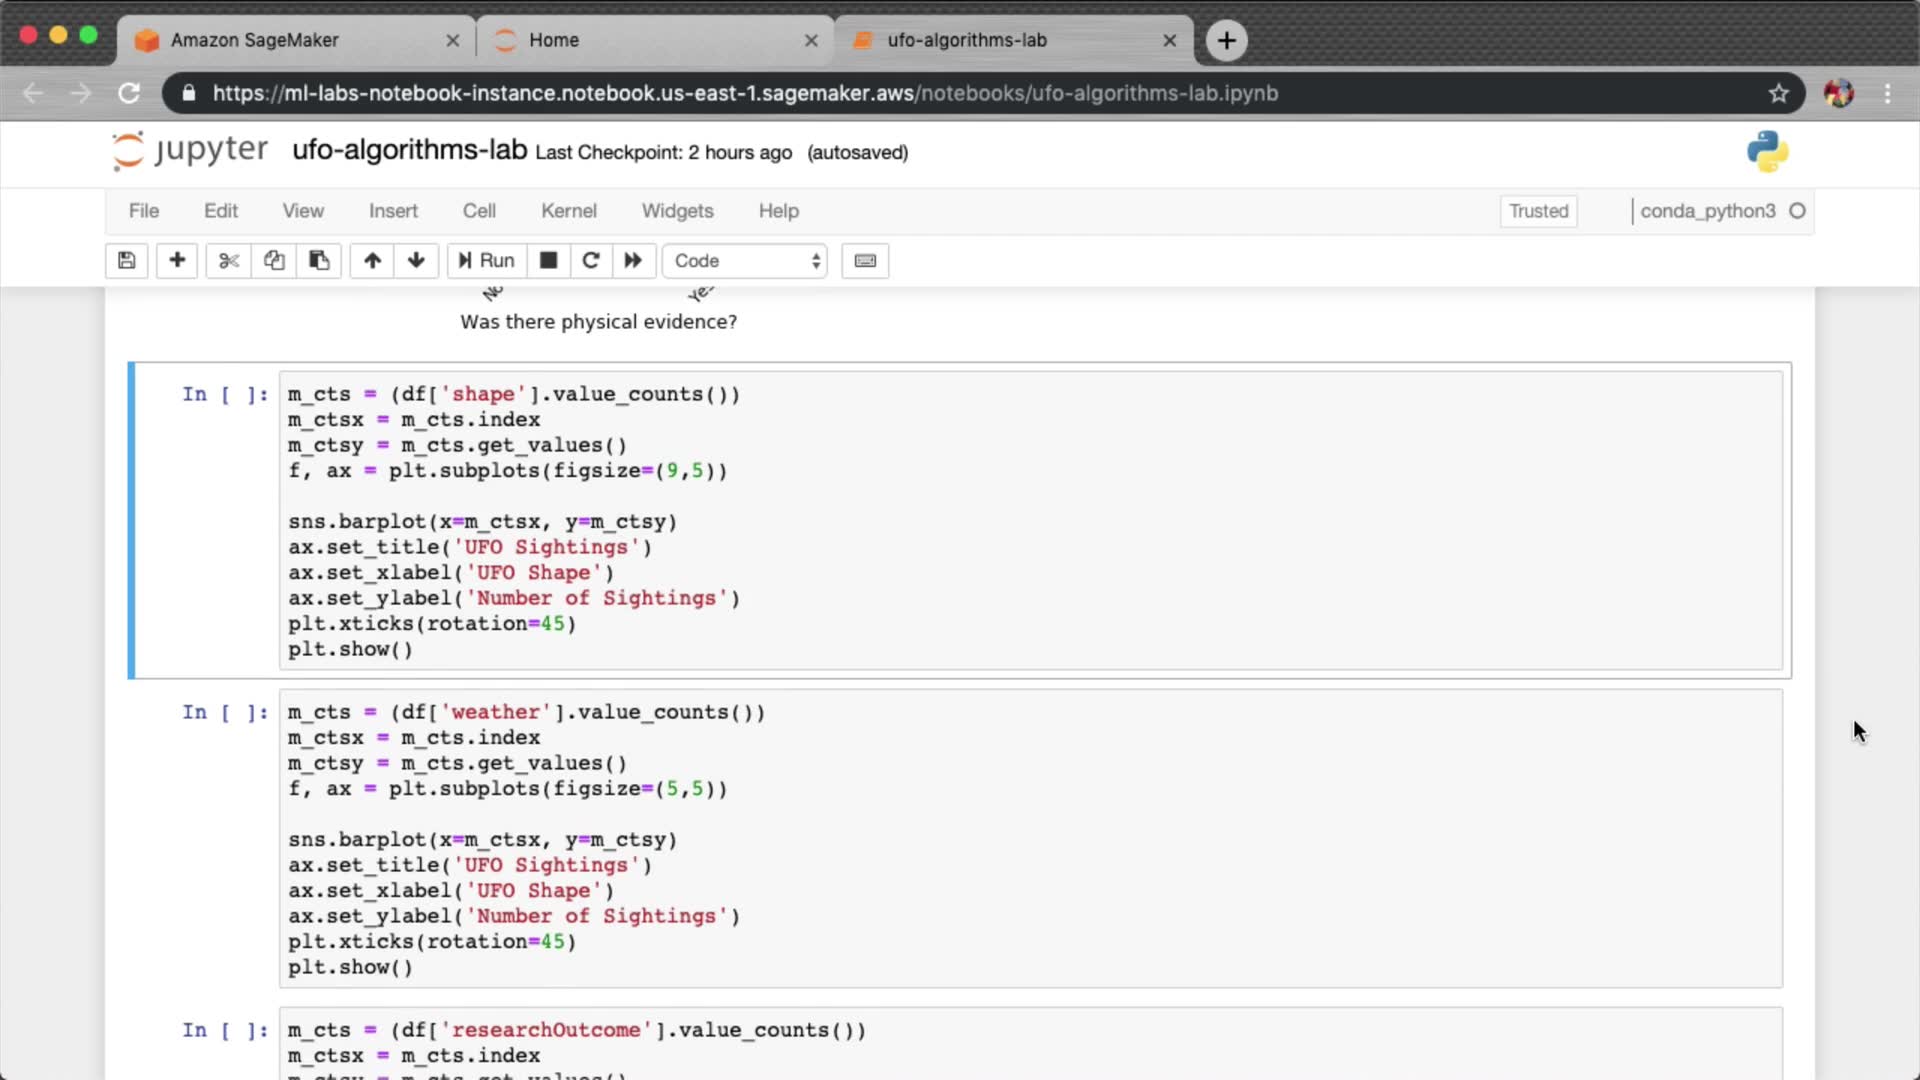 Amazon SageMaker
Home
ufo-algorithms-lab
https://ml-labs-notebook-instance.notebook.us-east-1.sagemaker.aws/notebooks/ufo-algorithms-lab.ipynb
jupyter ufo-algorithms-lab Last Checkpoint: 2 hours ago (autosaved)
File Edit View Insert Cell Kernel Widgets Help Trusted conda_python3
Run Code
No Yes
Was there physical evidence?
In [ ]: m_cts = (df['shape'].value_counts())
m_ctsx = m_cts.index
m_ctsy = m_cts.get_values()
f, ax = plt.subplots(figsize=(9,5))
sns.barplot(x=m_ctsx, y=m_ctsy)
ax.set_title('UFO Sightings')
ax.set_xlabel('UFO Shape')
ax.set_ylabel('Number of Sightings')
plt.xticks(rotation=45)
plt.show()
In [ ]: m_cts = (df['weather'].value_counts())
m_ctsx = m_cts.index
m_ctsy = m_cts.get_values()
f, ax = plt.subplots(figsize=(5,5))
sns.barplot(x=m_ctsx, y=m_ctsy)
ax.set_title('UFO Sightings')
ax.set_xlabel('UFO Shape')
ax.set_ylabel('Number of Sightings')
plt.xticks(rotation=45)
plt.show()
In [ ]: m_cts = (df['researchOutcome'].value_counts())
m_ctsx = m_cts.index
m_ctsy = m_cts.get_values()